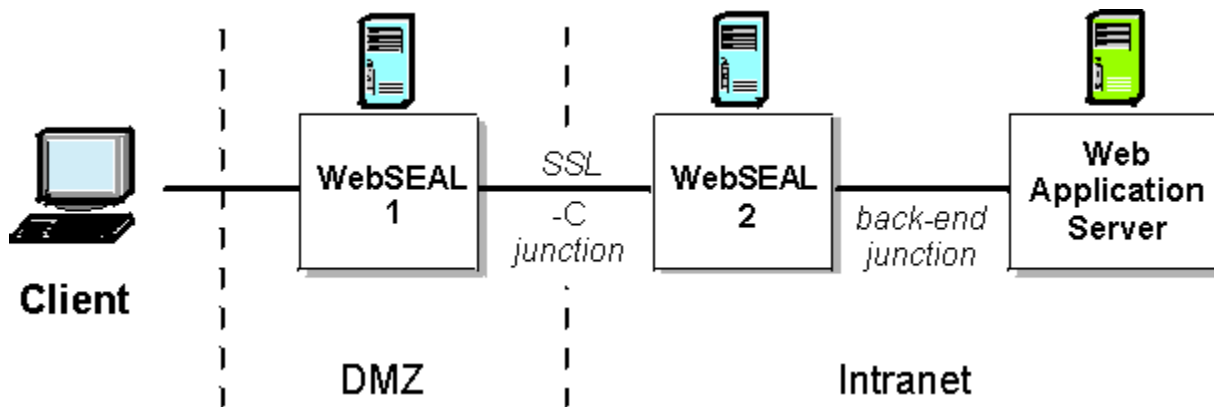 Client
WebSEAL
1
SSL
-C
junction
WebSEAL
2
back-end
junction
Web
Application
Server
DMZ
Intranet